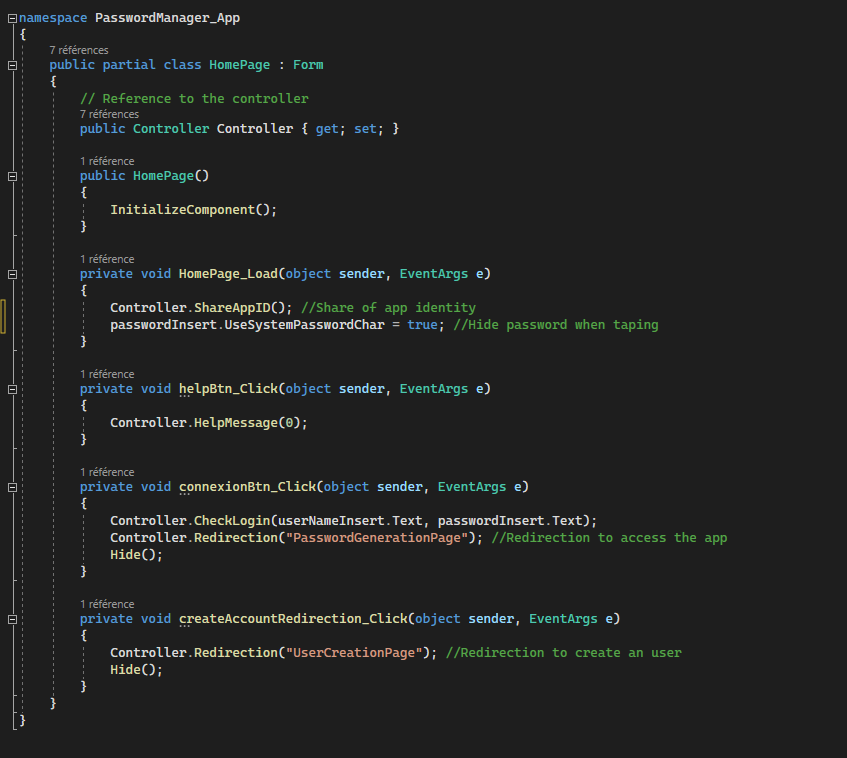 namespace PasswordManager_App
{
7 références
public partial class HomePage : Form
{
// Reference to the controller
7 références
public Controller Controller { get; set; }
1 référence
public HomePage()
{
InitializeComponent();
}
1 référence
private void HomePage_Load(object sender, EventArgs e)
{
Controller.ShareAppID(); //Share of app identity
passwordInsert.UseSystemPasswordChar = true; //Hide password when taping
}
1 référence
private void helpBtn_Click(object sender, EventArgs e)
{
Controller.HelpMessage(0);
}
1 référence
private void connexionBtn_Click(object sender, EventArgs e)
{
Controller.CheckLogin(userNameInsert.Text, passwordInsert.Text);
Controller.Redirection("PasswordGenerationPage"); //Redirection to access the app
Hide();
}
1 référence
private void createAccountRedirection_Click(object sender, EventArgs e)
{
Controller.Redirection("UserCreationPage"); //Redirection to create an user
Hide();
}
}
}